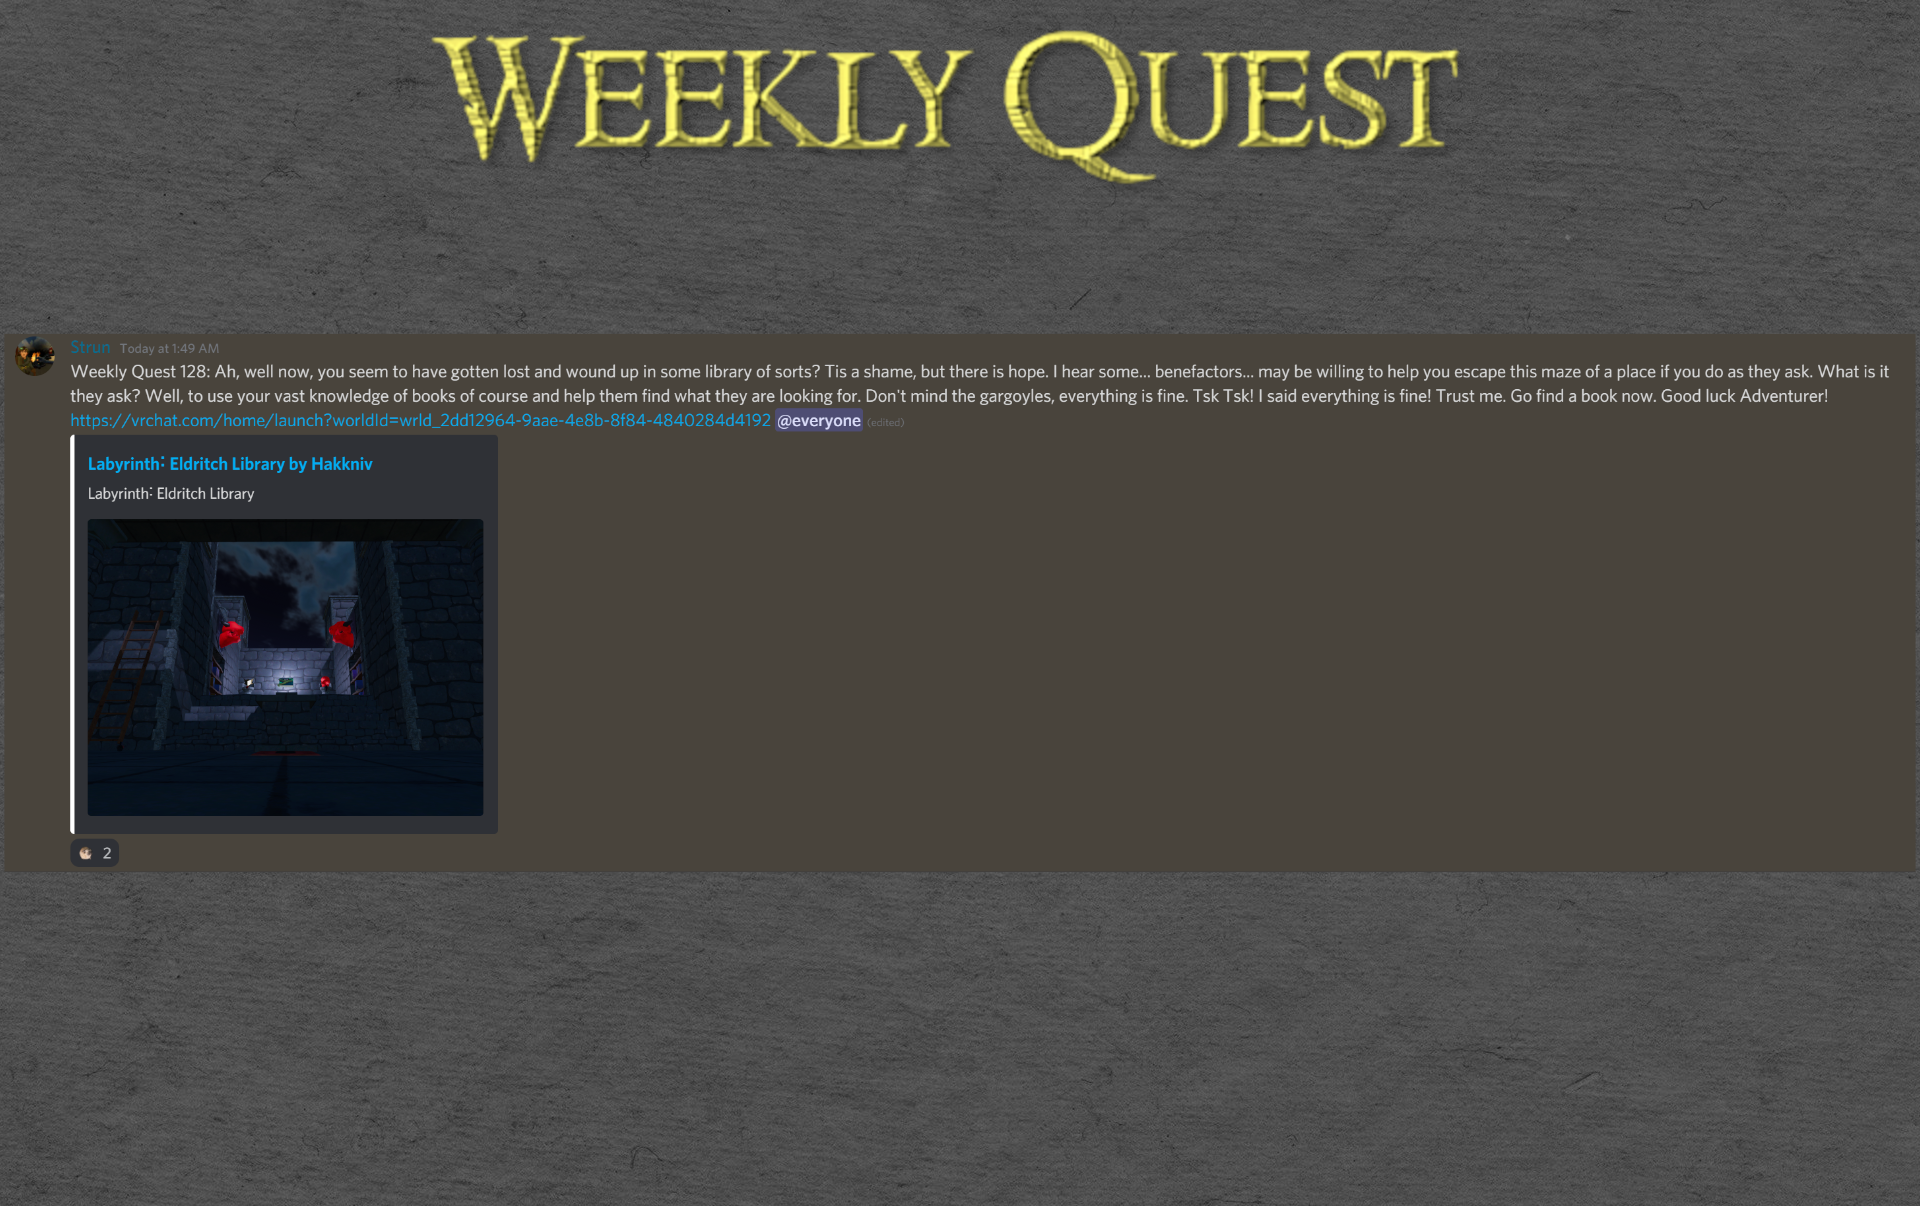 WEEKLY QUEST
Strun Today at 1:49 AM
Weekly Quest 128: Ah, well now, you seem to have gotten lost and wound up in some library of sorts? Tis a shame, but there is hope. I hear some... benefactors... may be willing to help you escape this maze of a place if you do as they ask. What is it
they ask? Well, to use your vast knowledge of books of course and help them find what they are looking for. Don't mind the gargoyles, everything is fine. Tsk Tsk! I said everything is fine! Trust me. Go find a book now. Good luck Adventurer!
https://vrchat.com/home/launch?worldId=wrld_2dd12964-9aae-4e8b-8f84-4840284d4192 @everyone (edited)
Labyrinth: Eldritch Library by Hakkniv
Labyrinth: Eldritch Library
2